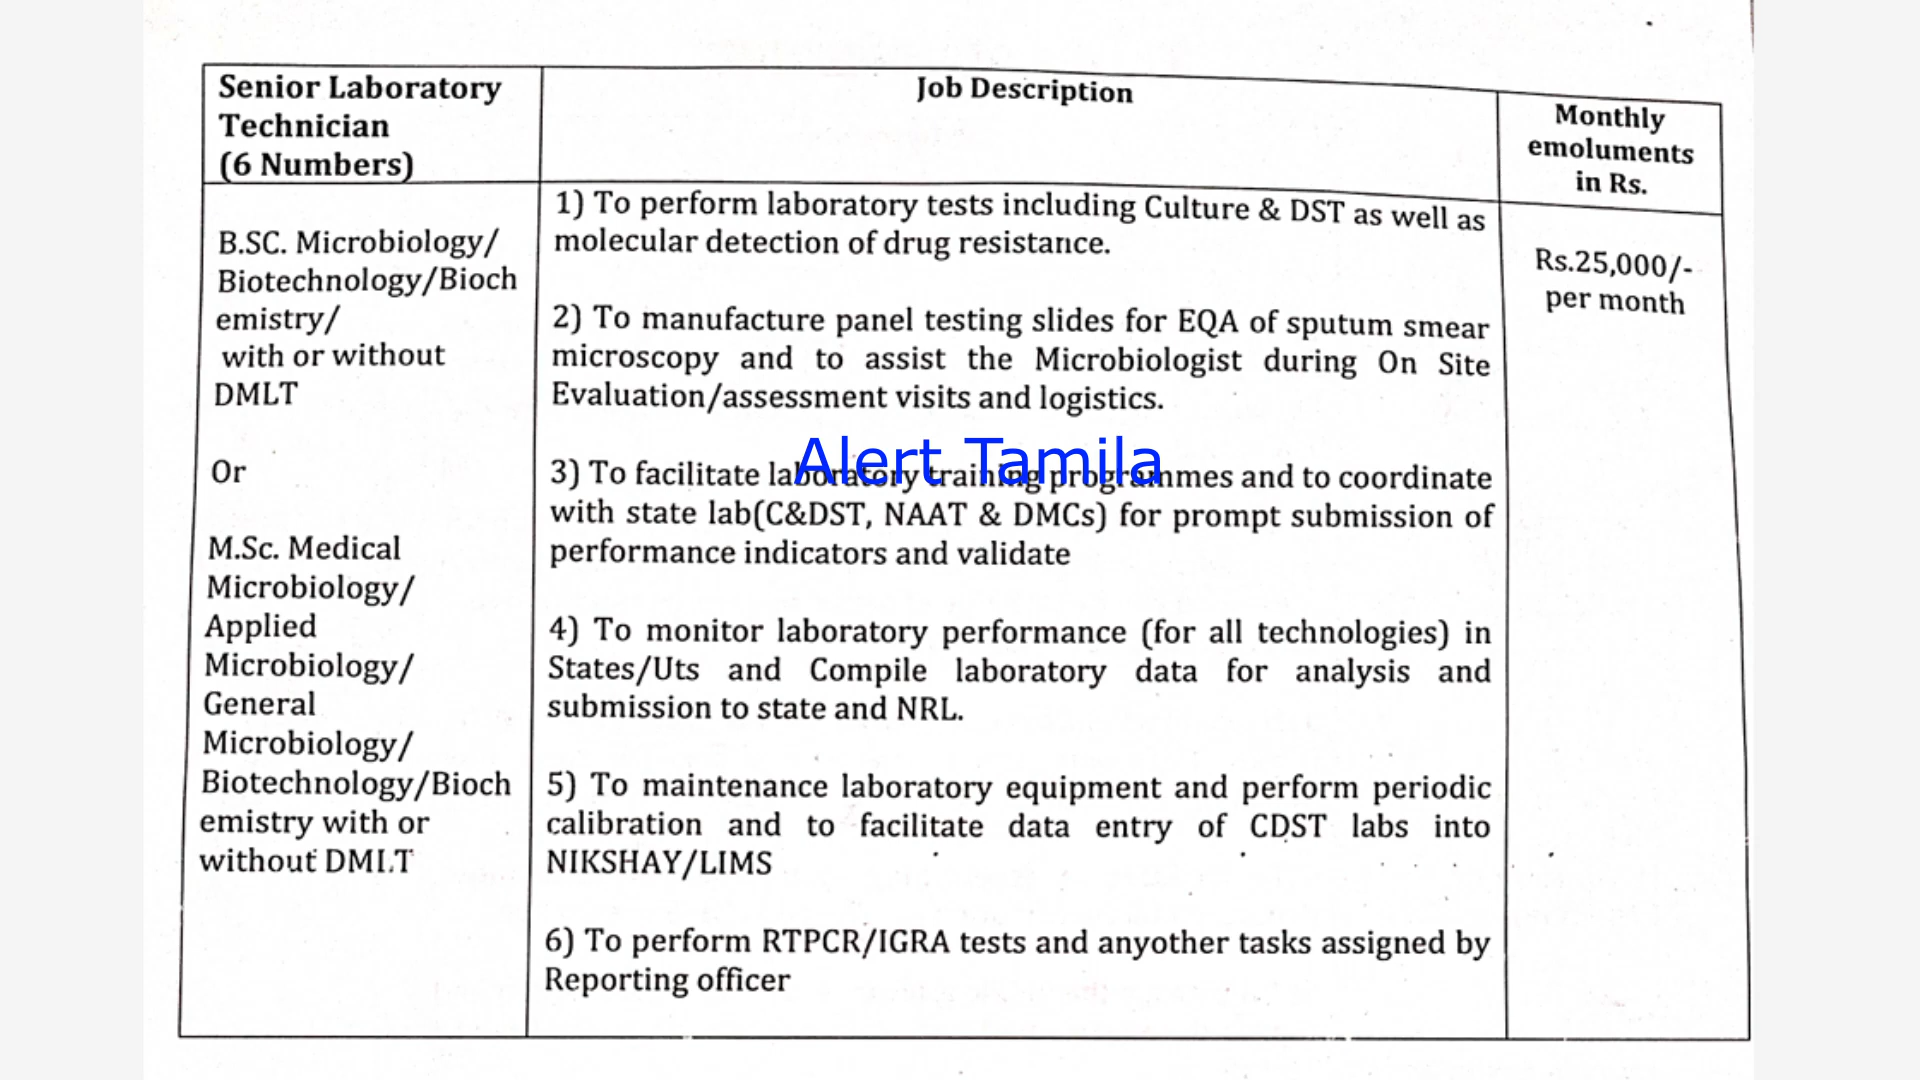 Senior Laboratory
Technician
(6 Numbers)
Job Description
Monthly
emoluments
in Rs.
B.SC. Microbiology/
Biotechnology/Bioch
emistry/
with or without
DMLT
Or
M.Sc. Medical
Microbiology/
Applied
Microbiology/
General
Microbiology/
Biotechnology/Bioch
emistry with or
without DMLT
1) To perform laboratory tests including Culture & DST as well as
molecular detection of drug resistance.
2) To manufacture panel testing slides for EQA of sputum smear
microscopy and to assist the Microbiologist during On Site
Evaluation/assessment visits and logistics.
3) To facilitate laboratory training programmes and to coordinate
with state lab(C&DST, NAAT & DMCs) for prompt submission of
performance indicators and validate
4) To monitor laboratory performance (for all technologies) in
States/Uts and Compile laboratory data for analysis and
submission to state and NRL.
5) To maintenance laboratory equipment and perform periodic
calibration and to facilitate data entry of CDST labs into
NIKSHAY/LIMS
6) To perform RTPCR/IGRA tests and anyother tasks assigned by
Reporting officer
Rs.25,000/-
per month
Alert Tamila